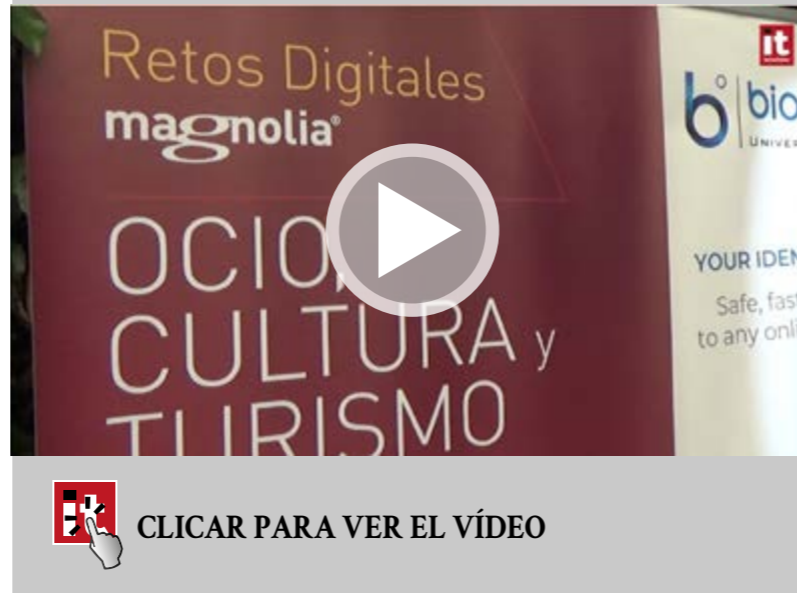 Retos Digitales
magnolia®
OCIO,
CULTURA y
TURISMO
it
b° bio
YOUR IDEN
Safe, fas
to any onl
CLICAR PARA VER EL VÍDEO